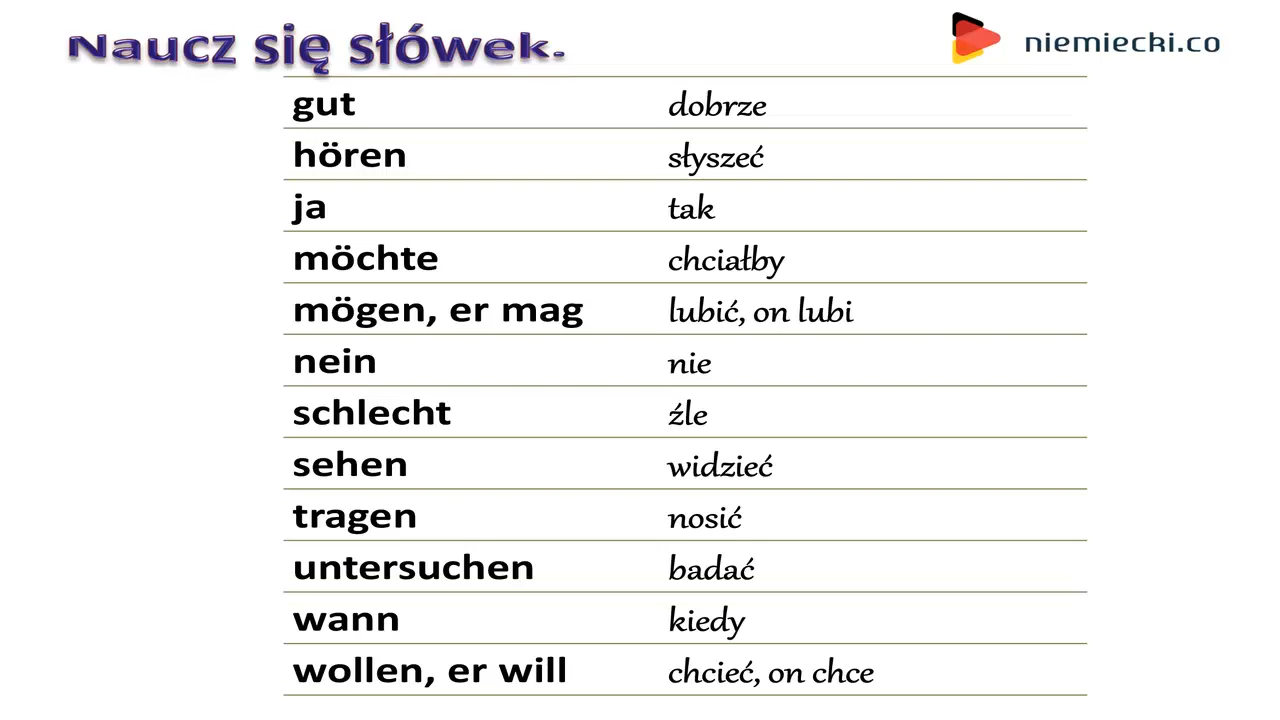 Naucz się słówek.
niemiecki.co
gut dobrze
hören słyszeć
ja tak
möchte chciałby
mögen, er mag lubić, on lubi
nein nie
schlecht źle
sehen widzieć
tragen nosić
untersuchen badać
wann kiedy
wollen, er will chcieć, on chce